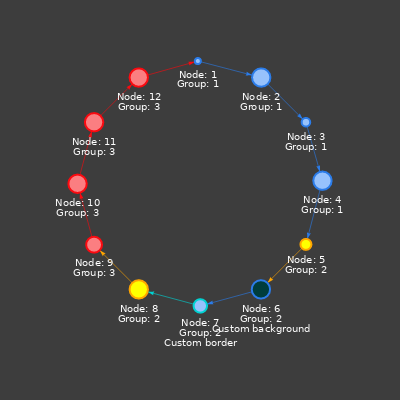 Node: 1
Group: 1
Node: 2
Group: 1
Node: 3
Group: 1
Node: 4
Group: 1
Node: 5
Group: 2
Node: 6
Group: 2
Custom background
Node: 7
Group: 2
Custom border
Node: 8
Group: 2
Node: 9
Group: 3
Node: 10
Group: 3
Node: 11
Group: 3
Node: 12
Group: 3